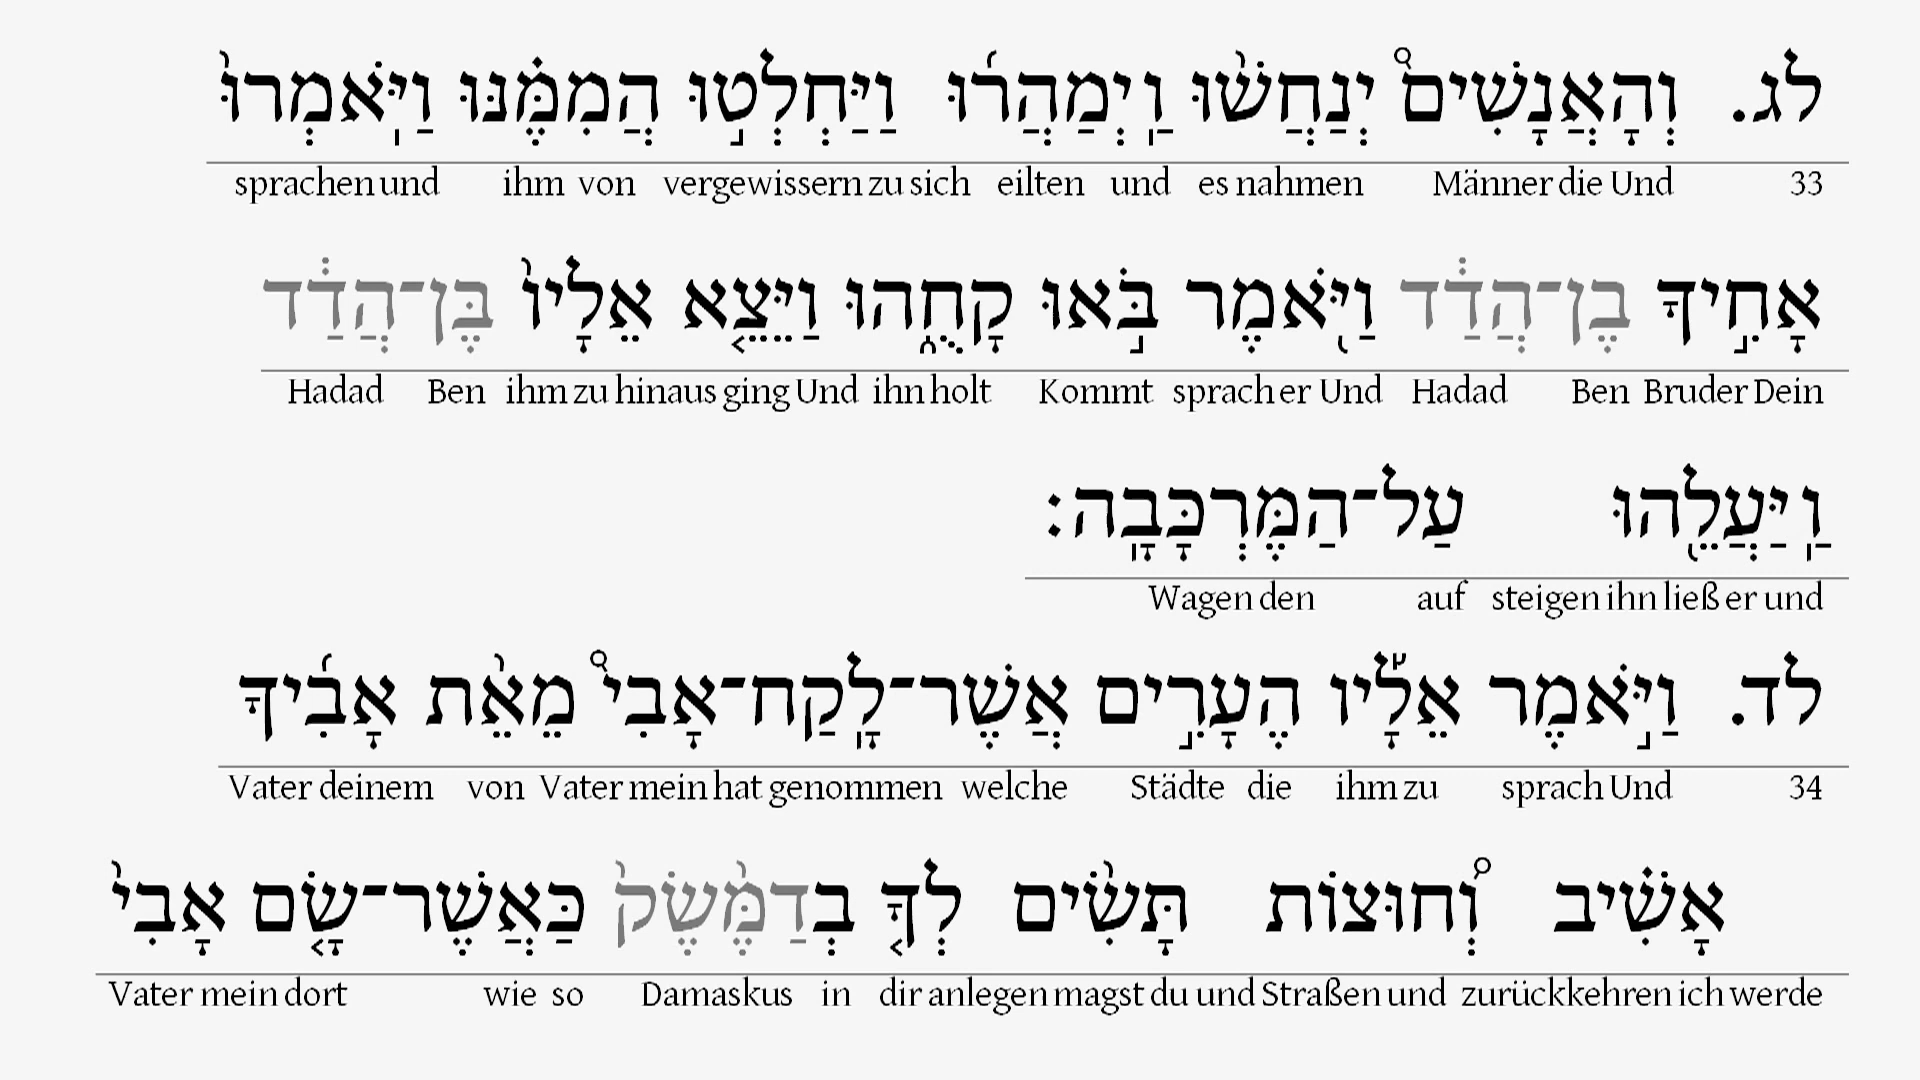 לג. וְהָאֲנָשִׁים֩ יְנַחֲשׁ֨וּ וַֽיְמַהֲר֜וּ וַיַּחְלְט֣וּ הֲמִמֶּ֗נּוּ וַיֹּֽאמְרוּ֙
sprachen und ihm von vergewissern zu sich eilten und es nahmen Männer die Und 33
אָחִ֣יךָ בֶן־הֲדַ֔ד וַיֹּ֖אמֶר בֹּ֣אוּ קָחֻ֑הוּ וַיֵּצֵ֤א אֵלָיו֙ בֶּן־הֲדַ֔ד
Hadad Ben ihm zu hinaus ging Und ihn holt Kommt sprach er Und Hadad Ben Bruder Dein
וַֽיַּעֲלֵ֖הוּ עַל־הַמֶּרְכָּבָֽה׃
Wagen den auf steigen ihn ließ er und
לד. וַיֹּ֣אמֶר אֵלָ֡יו הֶעָרִ֣ים אֲשֶׁר־לָֽקַח־אָבִי֩ מֵאֵ֨ת אָבִ֜יךָ
Vater deinem von Vater mein hat genommen welche Städte die ihm zu sprach Und 34
אָשִׁ֗יב וְ֠חוּצוֹת תָּשִׂ֨ים לְךָ֤ בְדַמֶּ֙שֶׂק֙ כַּאֲשֶׁר־שָׂ֤ם אָבִי֙
Vater mein dort wie so Damaskus in dir anlegen magst du und Straßen und zurückkehren ich werde